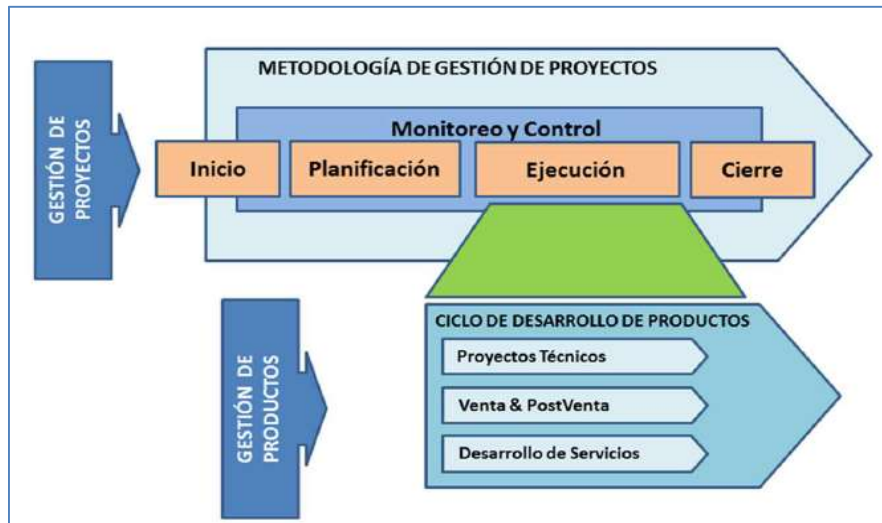 METODOLOGÍA DE GESTIÓN DE PROYECTOS
GESTIÓN DE
PROYECTOS
Monitoreo y Control
Inicio
Planificación
Ejecución
Cierre
GESTIÓN DE
PRODUCTOS
CICLO DE DESARROLLO DE PRODUCTOS
Proyectos Técnicos
Venta & PostVenta
Desarrollo de Servicios